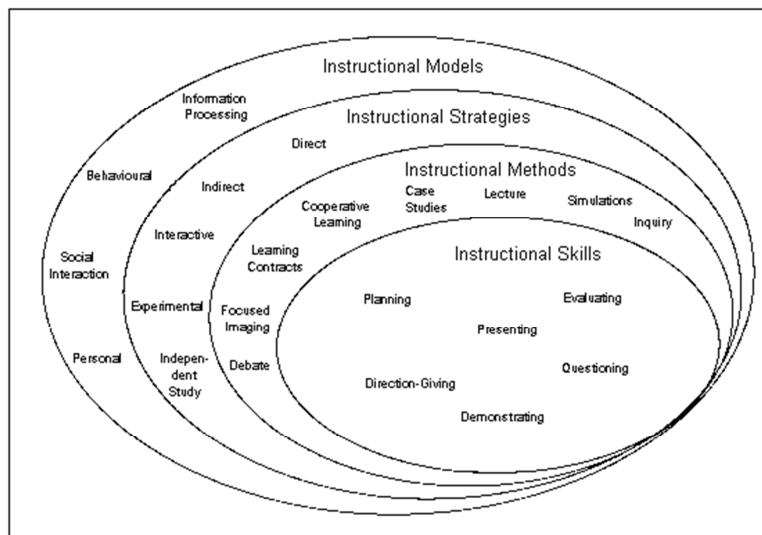 Instructional Models
Information
Processing
Behavioural
Social
Interaction
Personal
Instructional Strategies
Direct
Indirect
Interactive
Experimental
Indepen-
dent
Study
Instructional Methods
Case
Studies
Lecture
Simulations
Inquiry
Cooperative
Learning
Learning
Contracts
Focused
Imaging
Debate
Instructional Skills
Planning
Evaluating
Presenting
Questioning
Direction-Giving
Demonstrating